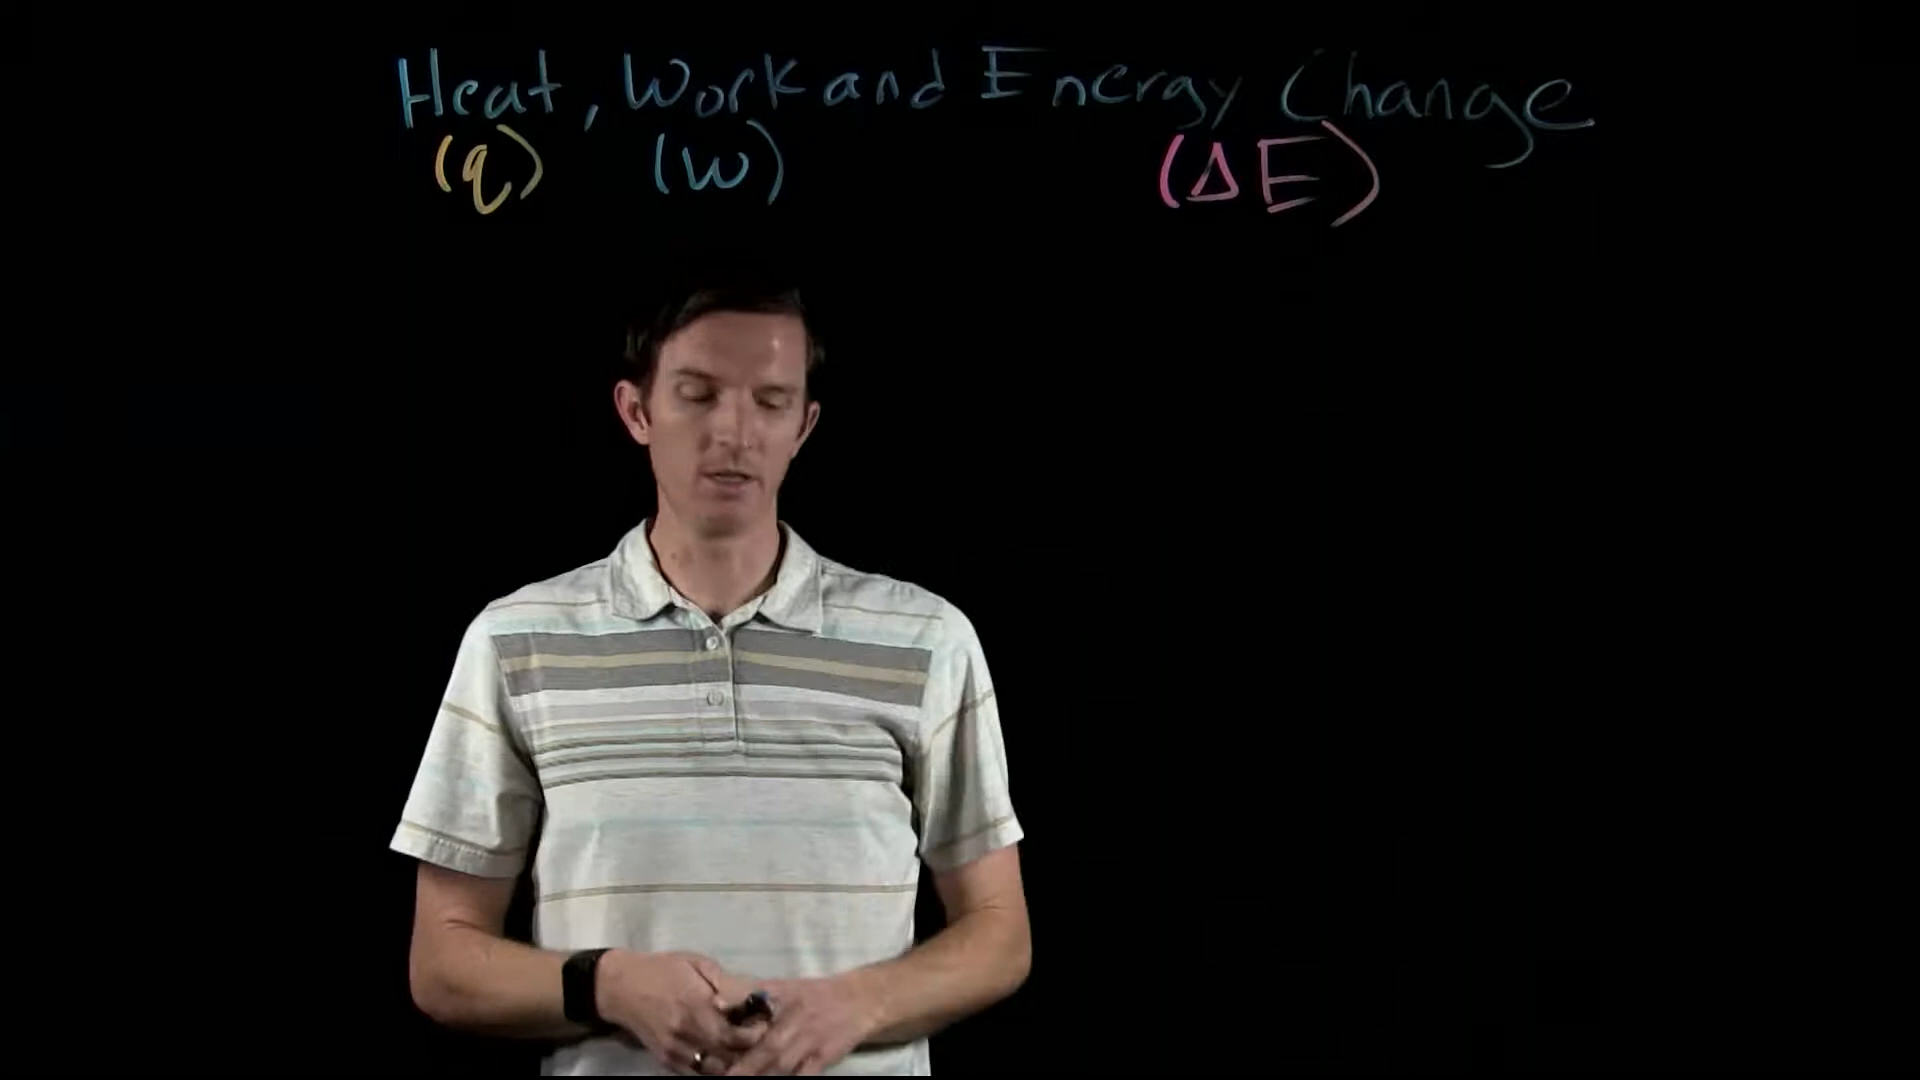 Heat, Work and Energy Change
(q) (w) (ΔE)